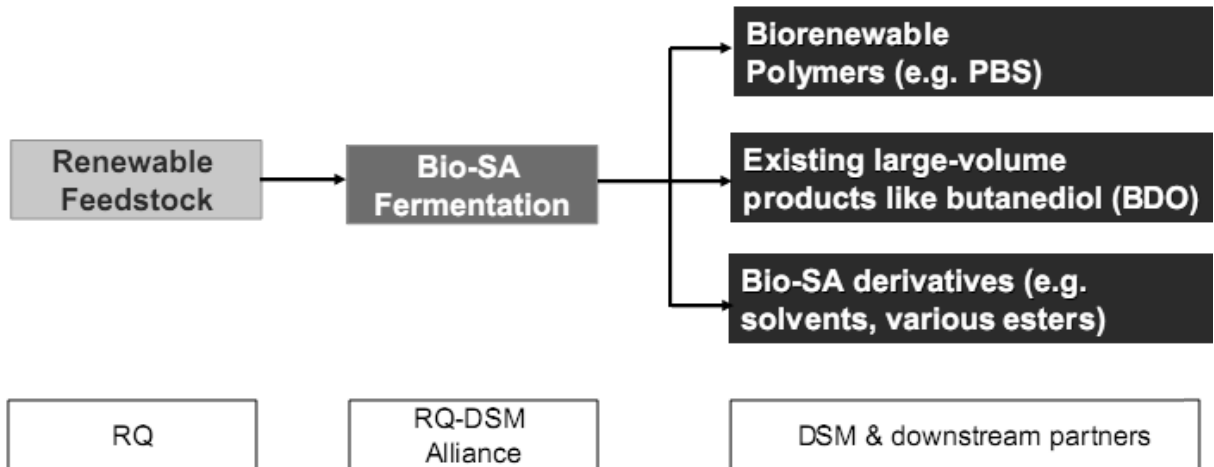 Biorenewable
Polymers (e.g. PBS)
Renewable
Feedstock
Bio-SA
Fermentation
Existing large-volume
products like butanediol (BDO)
Bio-SA derivatives (e.g.
solvents, various esters)
RQ
RQ-DSM
Alliance
DSM & downstream partners